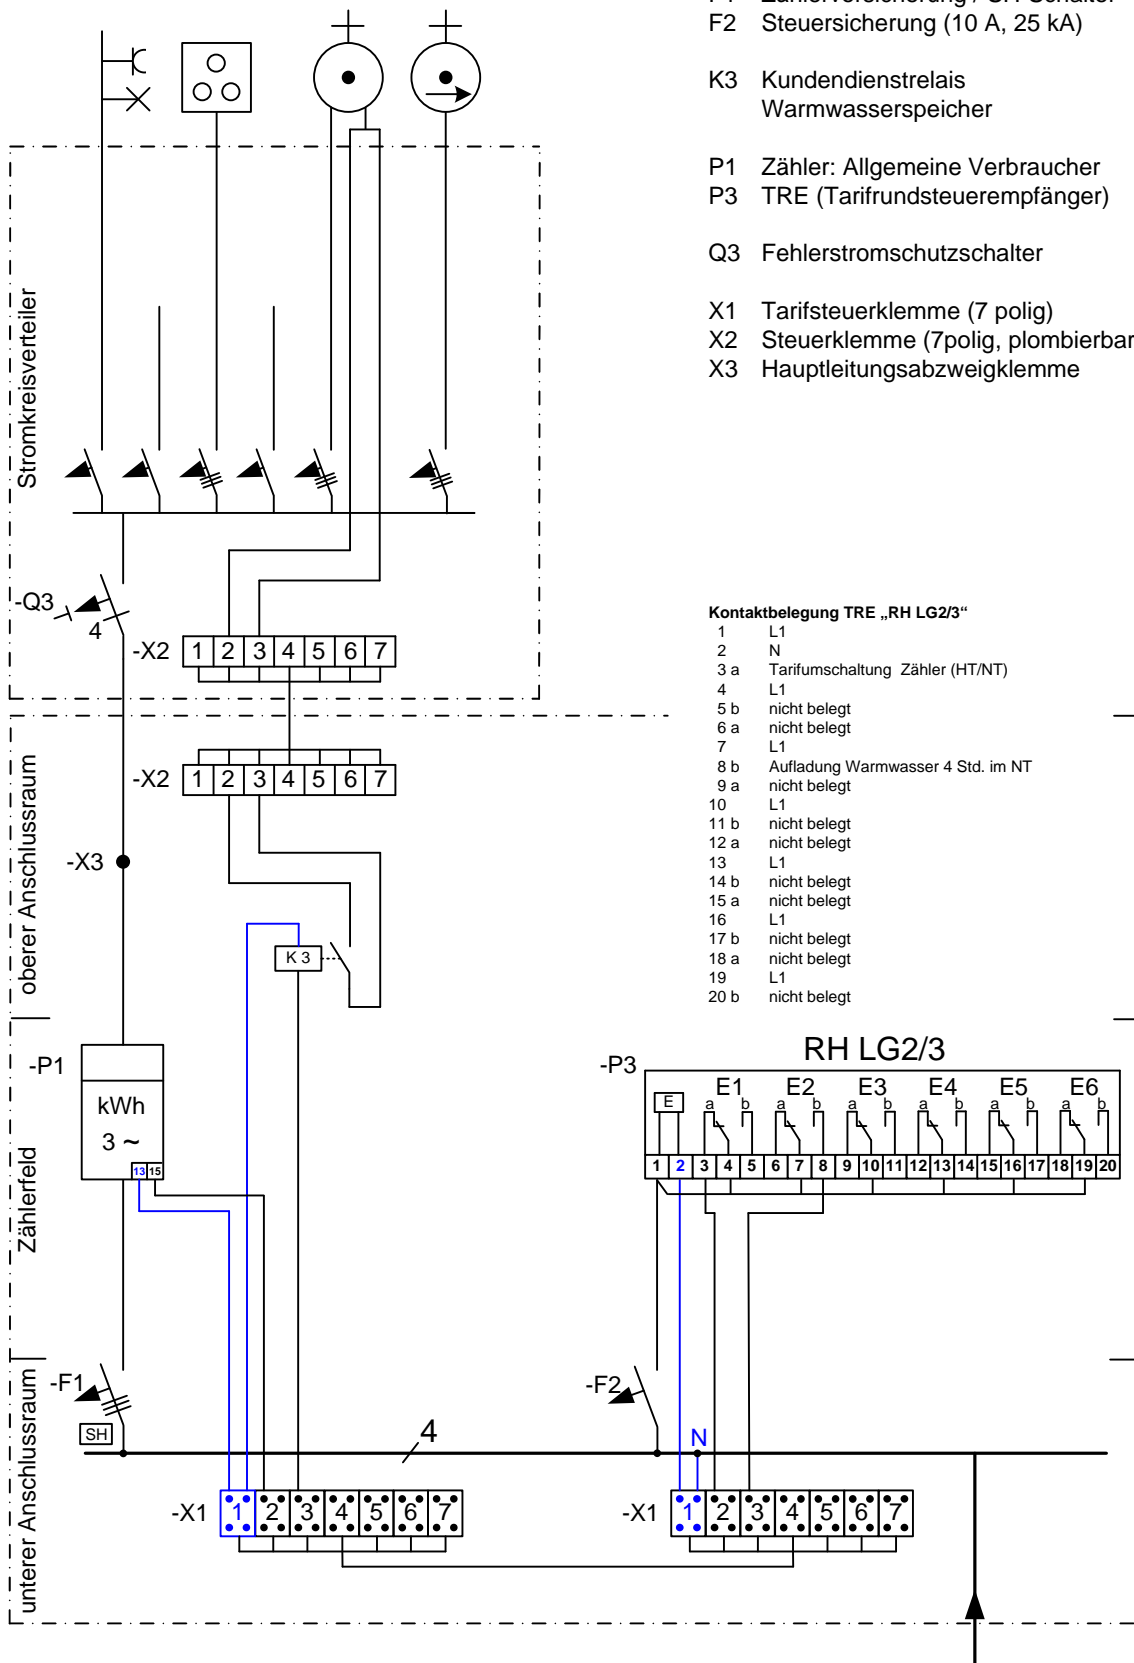 F2 Steuersicherung (10 A, 25 kA)
K3 Kundendienstrelais
Warmwasserspeicher
P1 Zähler: Allgemeine Verbraucher
P3 TRE (Tarifrundsteuerempfänger)
Q3 Fehlerstromschutzschalter
X1 Tarifsteuerklemme (7 polig)
X2 Steuerklemme (7polig, plombierbar
X3 Hauptleitungsabzweigklemme
Stromkreisverteiler
-Q3
4
-X2 1 2 3 4 5 6 7
Kontaktbelegung TRE „RH LG2/3“
1 L1
2 N
3 a Tarifumschaltung Zähler (HT/NT)
4 L1
5 b nicht belegt
6 a nicht belegt
7 L1
8 b Aufladung Warmwasser 4 Std. im NT
9 a nicht belegt
10 L1
11 b nicht belegt
12 a nicht belegt
13 L1
14 b nicht belegt
15 a nicht belegt
16 L1
17 b nicht belegt
18 a nicht belegt
19 L1
20 b nicht belegt
oberer Anschlussraum
-X2 1 2 3 4 5 6 7
-X3
K 3
Zählerfeld
-P1
kWh
3 ~
13 15
RH LG2/3
-P3
E E1 E2 E3 E4 E5 E6
a b a b a b a b a b a b
1 2 3 4 5 6 7 8 9 10 11 12 13 14 15 16 17 18 19 20
unterer Anschlussraum
-F1
SH
-F2
4
N
-X1 1 2 3 4 5 6 7
-X1 1 2 3 4 5 6 7